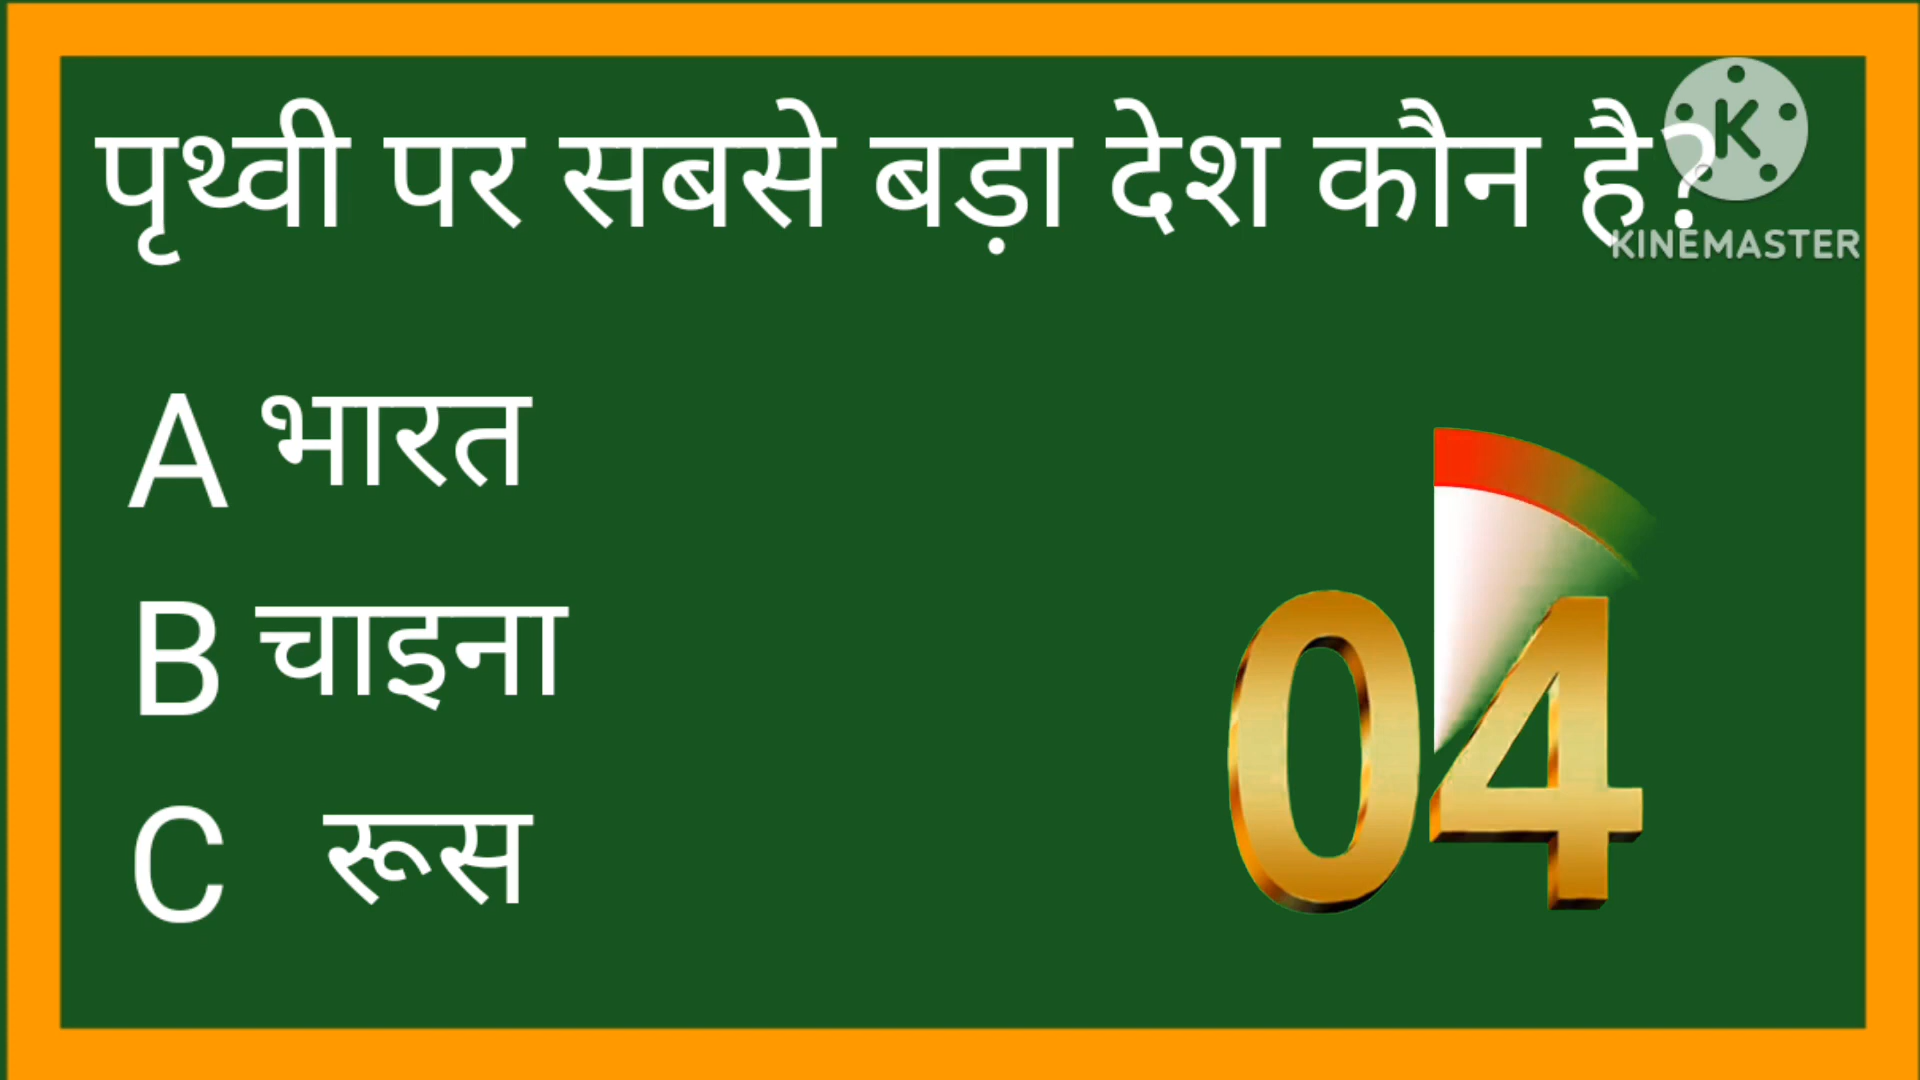 पृथ्वी पर सबसे बड़ा देश कौन है?
KINEMASTER
A भारत
B चाइना
C रूस
04